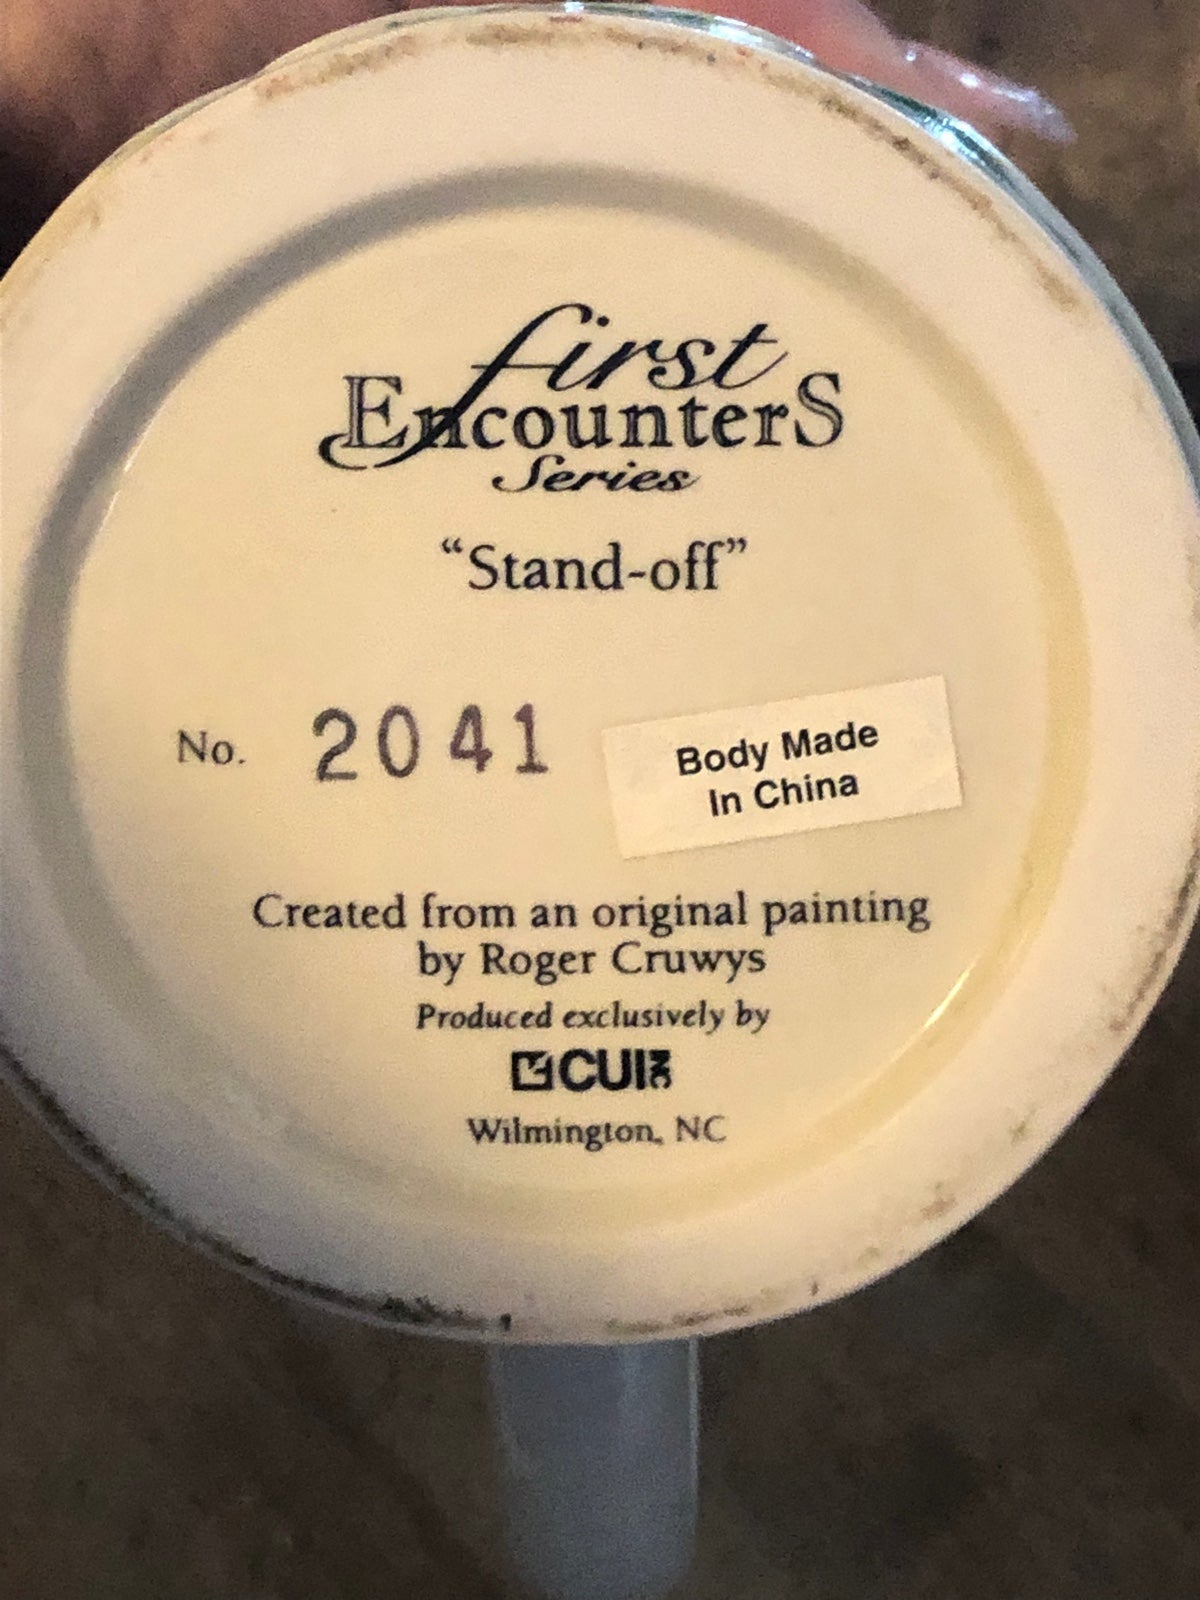 first
EncounterS
Series
“Stand-off”
No. 2041
Body Made
In China
Created from an original painting
by Roger Cruwys
Produced exclusively by
CUI INC
Wilmington, NC